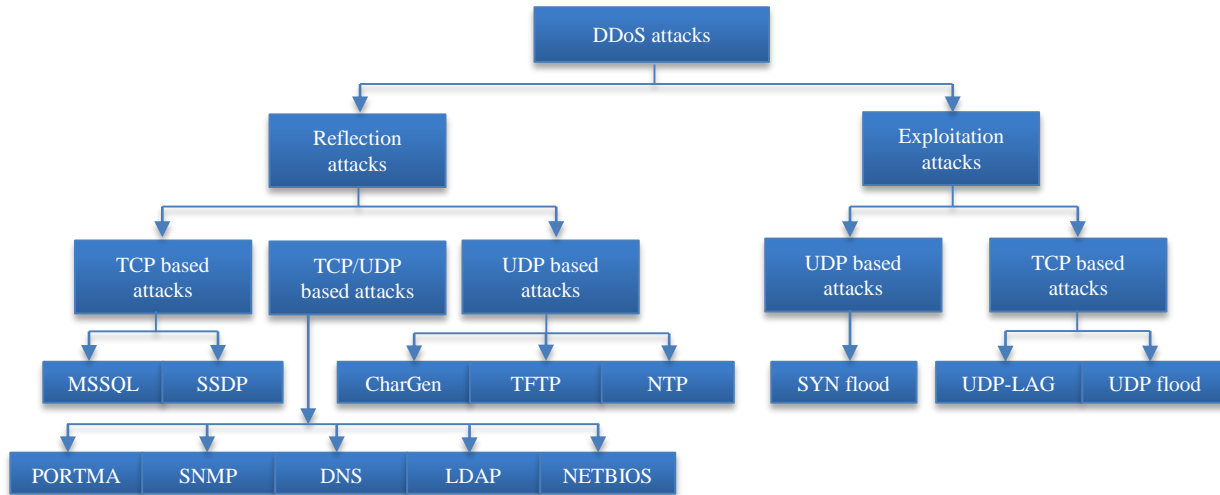 DDoS attacks
Reflection
attacks
Exploitation
attacks
TCP based
attacks
TCP/UDP
based attacks
UDP based
attacks
UDP based
attacks
TCP based
attacks
MSSQL
SSDP
CharGen
TFTP
NTP
SYN flood
UDP-LAG
UDP flood
PORTMA
SNMP
DNS
LDAP
NETBIOS